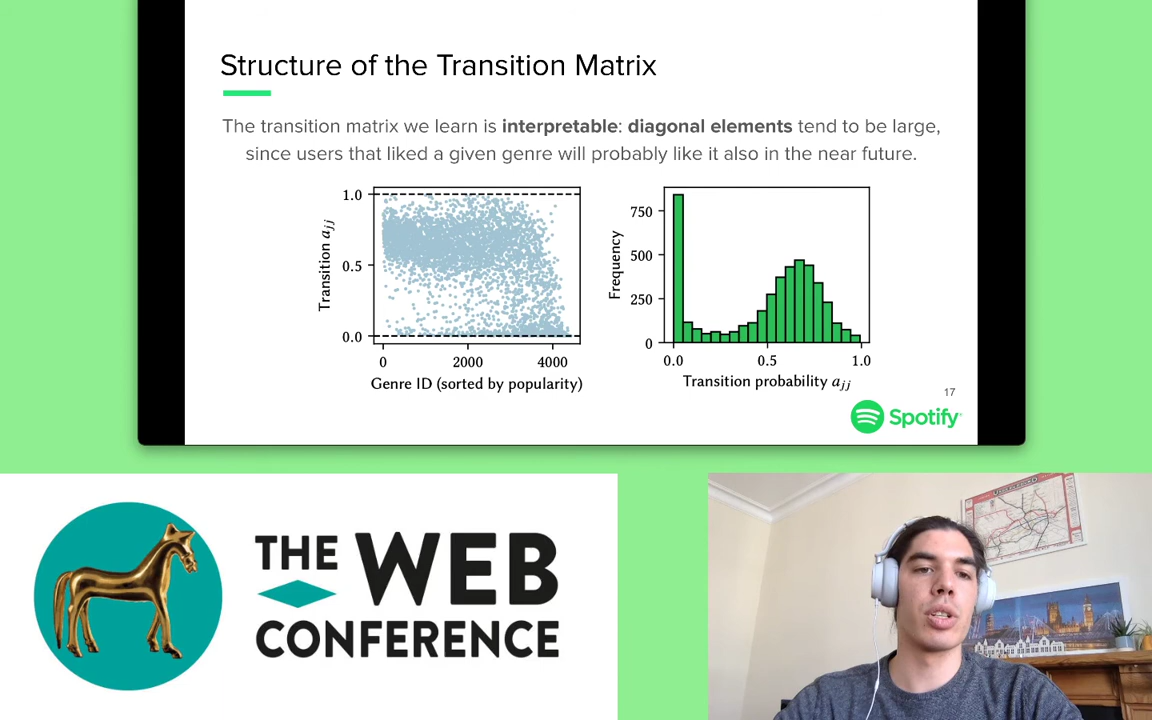 Structure of the Transition Matrix
The transition matrix we learn is interpretable: diagonal elements tend to be large,
since users that liked a given genre will probably like it also in the near future.
1.0
0.5
0.0
Transition a_jj
0
2000
4000
Genre ID (sorted by popularity)
750
500
250
0
Frequency
0.0
0.5
1.0
Transition probability a_jj
17
Spotify
THE WEB
CONFERENCE